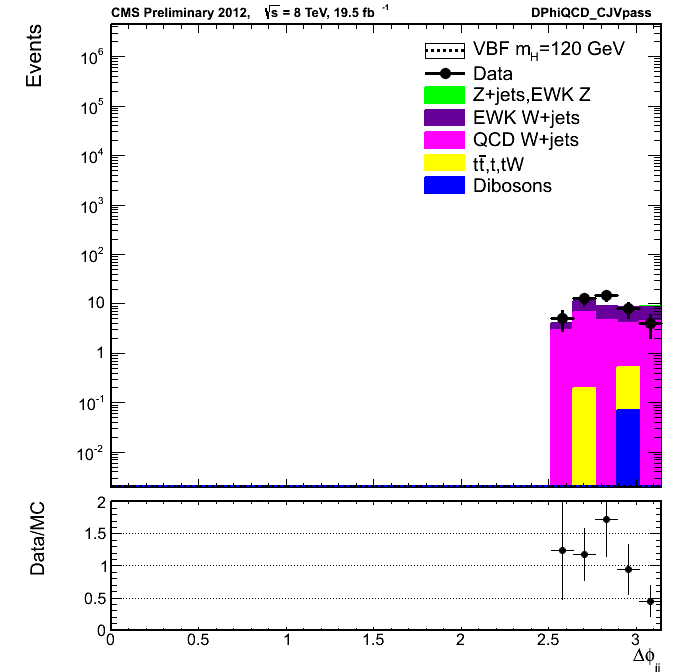 CMS Preliminary 2012, √s = 8 TeV, 19.5 fb⁻¹ DPhiQCD_CJVpass
Events
10⁶
10⁵
10⁴
10³
10²
10
1
10⁻¹
10⁻²
VBF m_H=120 GeV
Data
Z+jets,EWK Z
EWK W+jets
QCD W+jets
tt̄,t,tW
Dibosons
Data/MC
2
1.5
1
0.5
0
0 0.5 1 1.5 2 2.5 3
Δϕ_jj